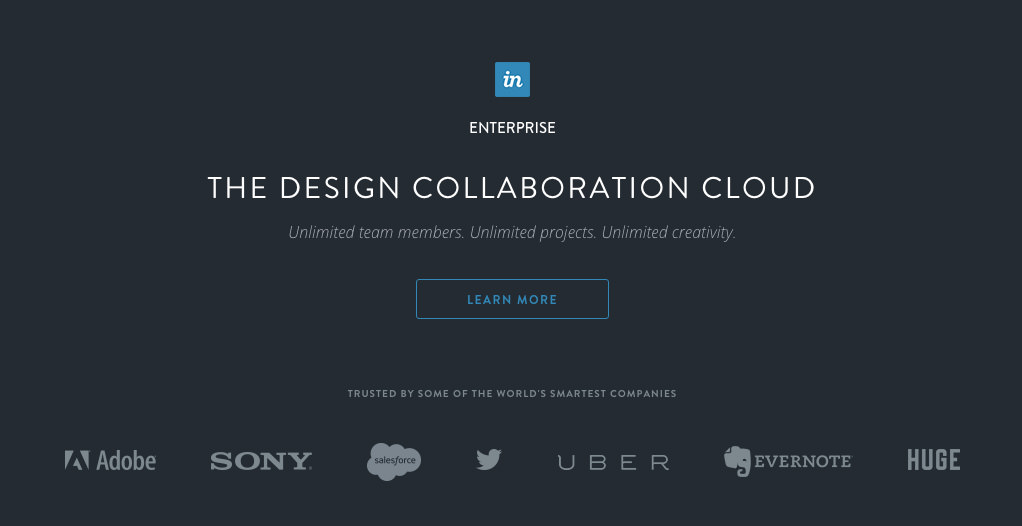 in
ENTERPRISE
THE DESIGN COLLABORATION CLOUD
Unlimited team members. Unlimited projects. Unlimited creativity.
LEARN MORE
TRUSTED BY SOME OF THE WORLD'S SMARTEST COMPANIES
Adobe SONY salesforce UBER EVERNOTE HUGE